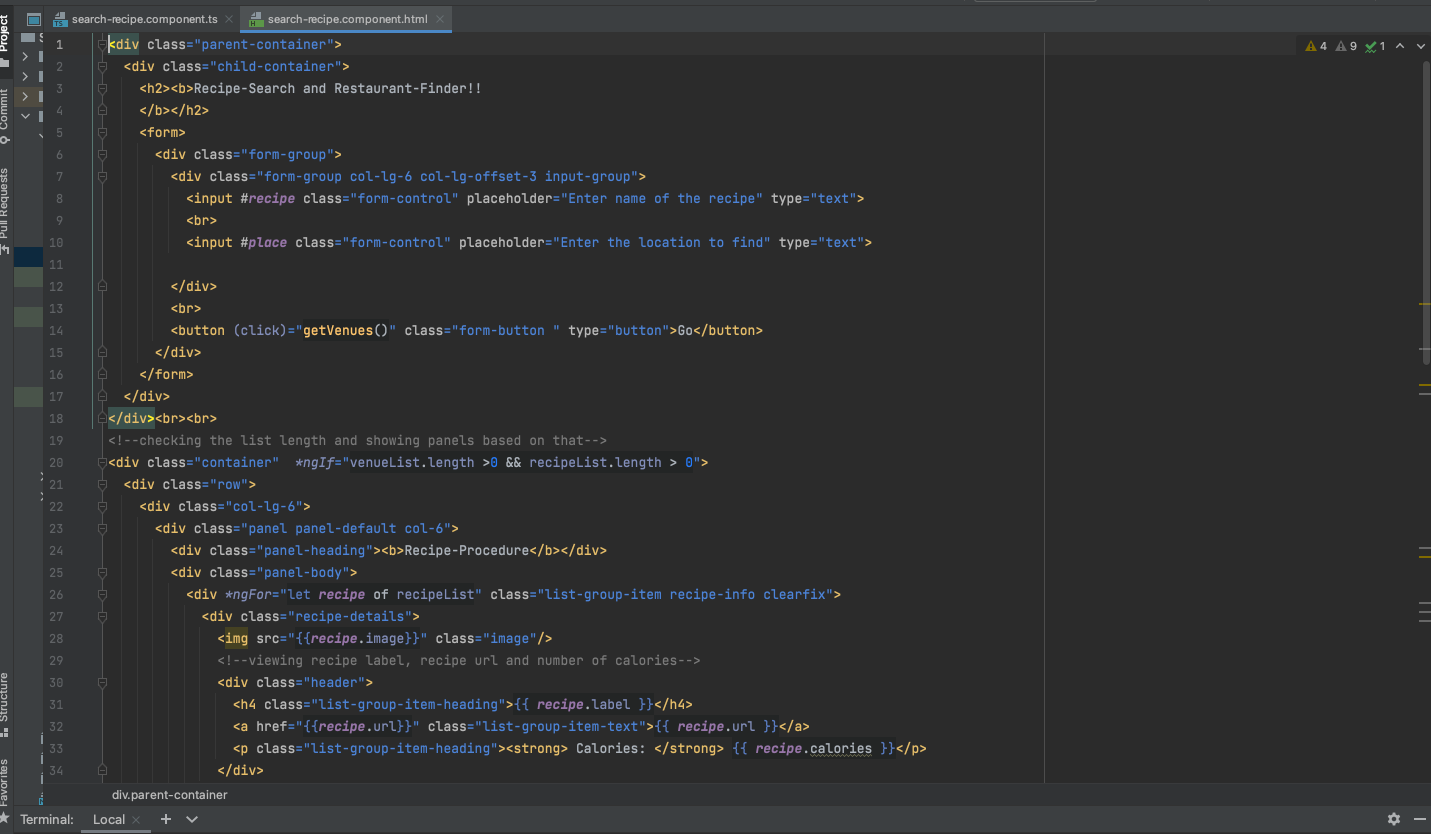 search-recipe.component.ts
search-recipe.component.html
Project
Commit
Pull Requests
Structure
Favorites
4 9 1
1 <div class="parent-container">
2 <div class="child-container">
3 <h2><b>Recipe-Search and Restaurant-Finder!!
4 </b></h2>
5 <form>
6 <div class="form-group">
7 <div class="form-group col-lg-6 col-lg-offset-3 input-group">
8 <input #recipe class="form-control" placeholder="Enter name of the recipe" type="text">
9 <br>
10 <input #place class="form-control" placeholder="Enter the location to find" type="text">
11
12 </div>
13 <br>
14 <button (click)="getVenues()" class="form-button " type="button">Go</button>
15 </div>
16 </form>
17 </div>
18 </div><br><br>
19 <!--checking the list length and showing panels based on that-->
20 <div class="container"  *ngIf="venueList.length >0 && recipeList.length > 0">
21 <div class="row">
22 <div class="col-lg-6">
23 <div class="panel panel-default col-6">
24 <div class="panel-heading"><b>Recipe-Procedure</b></div>
25 <div class="panel-body">
26 <div *ngFor="let recipe of recipeList" class="list-group-item recipe-info clearfix">
27 <div class="recipe-details">
28 <img src="{{recipe.image}}" class="image"/>
29 <!--viewing recipe label, recipe url and number of calories-->
30 <div class="header">
31 <h4 class="list-group-item-heading">{{ recipe.label }}</h4>
32 <a href="{{recipe.url}}" class="list-group-item-text">{{ recipe.url }}</a>
33 <p class="list-group-item-heading"><strong> Calories: </strong> {{ recipe.calories }}</p>
34 </div>
div.parent-container
Terminal: Local